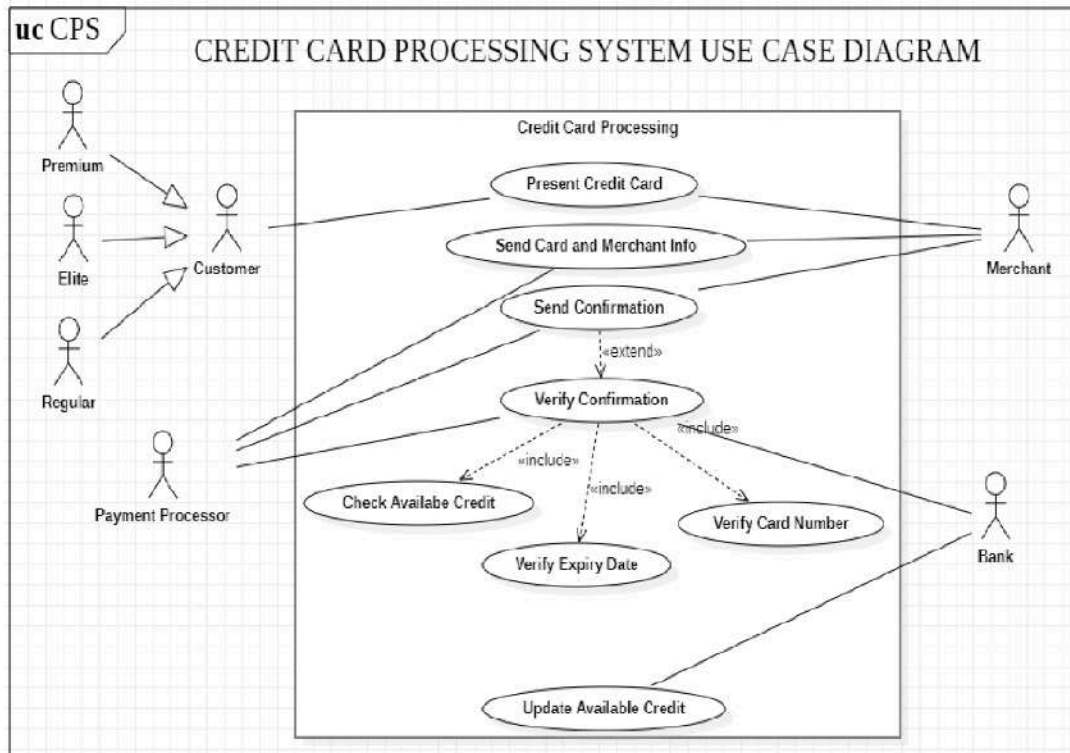 uc CPS
CREDIT CARD PROCESSING SYSTEM USE CASE DIAGRAM
Credit Card Processing
Premium
Present Credit Card
Elite
Customer
Send Card and Merchant Info
Merchant
Send Confirmation
«extend»
Regular
Verify Confirmation
«include»
«include»
«include»
Check Availabe Credit
Payment Processor
Verify Card Number
Verify Expiry Date
Bank
Update Available Credit